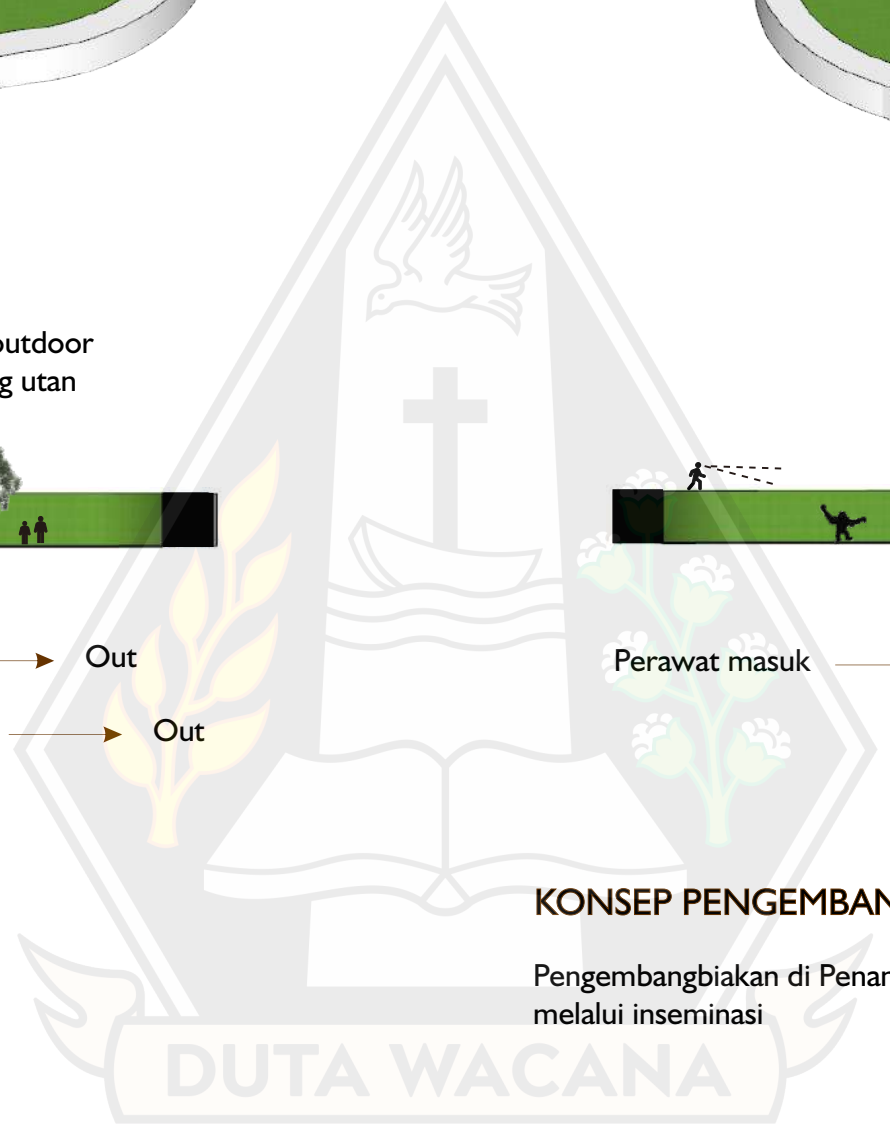 outdoor
g utan
Out
Perawat masuk
Out
KONSEP PENGEMBAN
Pengembangbiakan di Penan
melalui inseminasi
DUTA WACANA